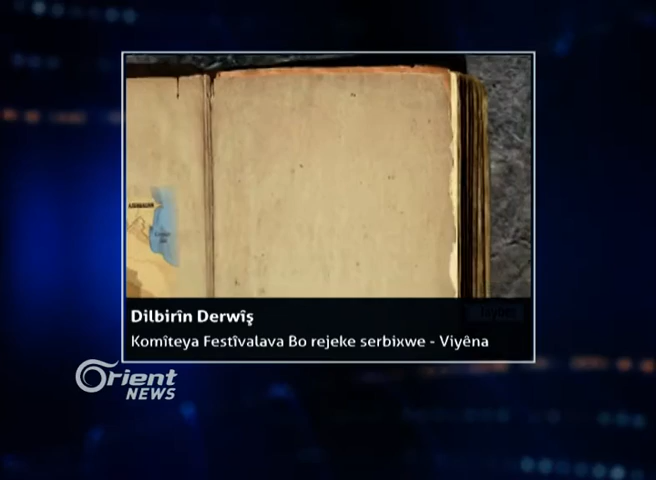 Dilbirîn Derwîş
Komîteya Festîvalava Bo rejeke serbixwe - Viyêna
Orient
NEWS